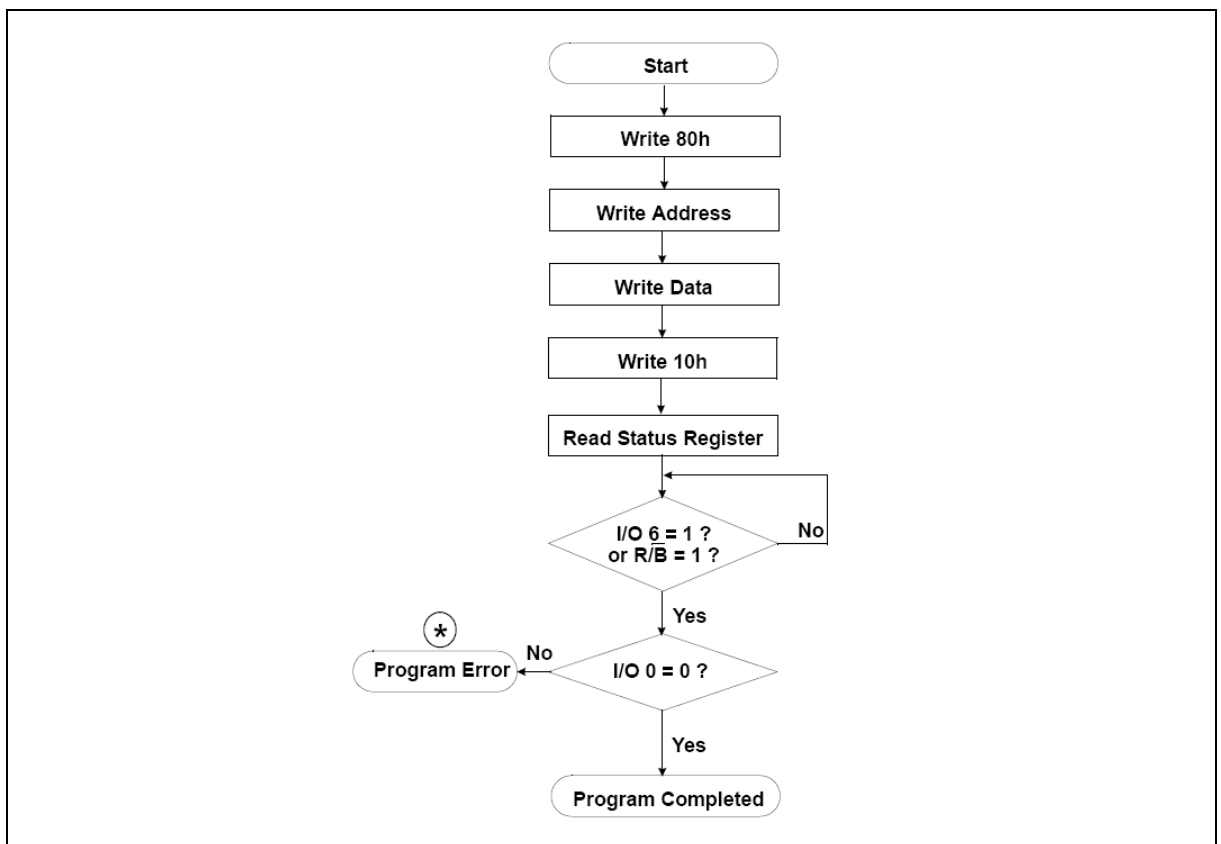 Start
Write 80h
Write Address
Write Data
Write 10h
Read Status Register
I/O 6 = 1 ?
or R/B̅ = 1 ?
No
Yes
*
No
Program Error
I/O 0 = 0 ?
Yes
Program Completed